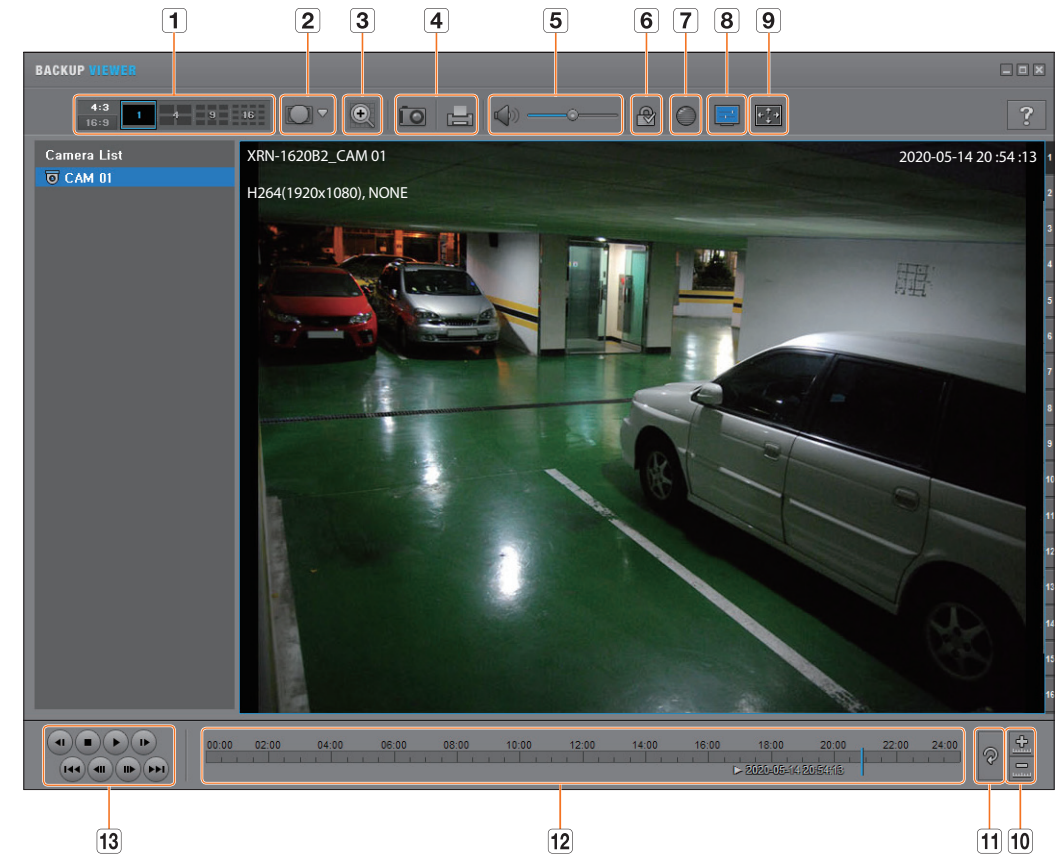 1 2 3 4 5 6 7 8 9
BACKUP VIEWER
4:3
16:9
1 4 9 16
?
Camera List
CAM 01
XRN-1620B2_CAM 01
2020-05-14 20 :54 :13
H264(1920x1080), NONE
1
2
3
4
5
6
7
8
9
10
11
12
13
14
15
16
00:00 02:00 04:00 06:00 08:00 10:00 12:00 14:00 16:00 18:00 20:00 22:00 24:00
2020-05-14 20:54:13
13 12 11 10